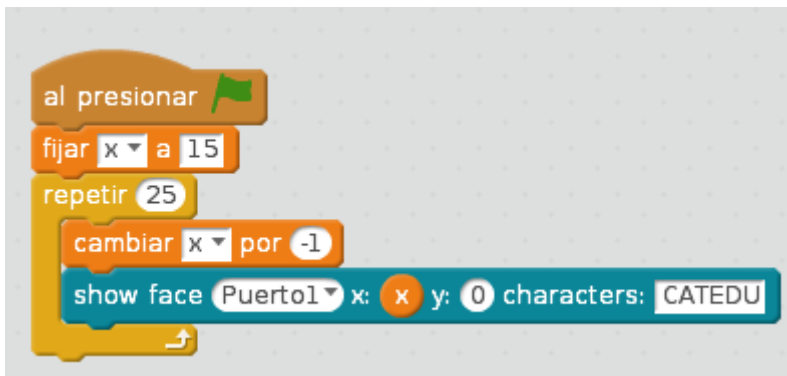 al presionar
fijar x a 15
repetir 25
cambiar x por -1
show face Puerto1 x: x y: 0 characters: CATEDU